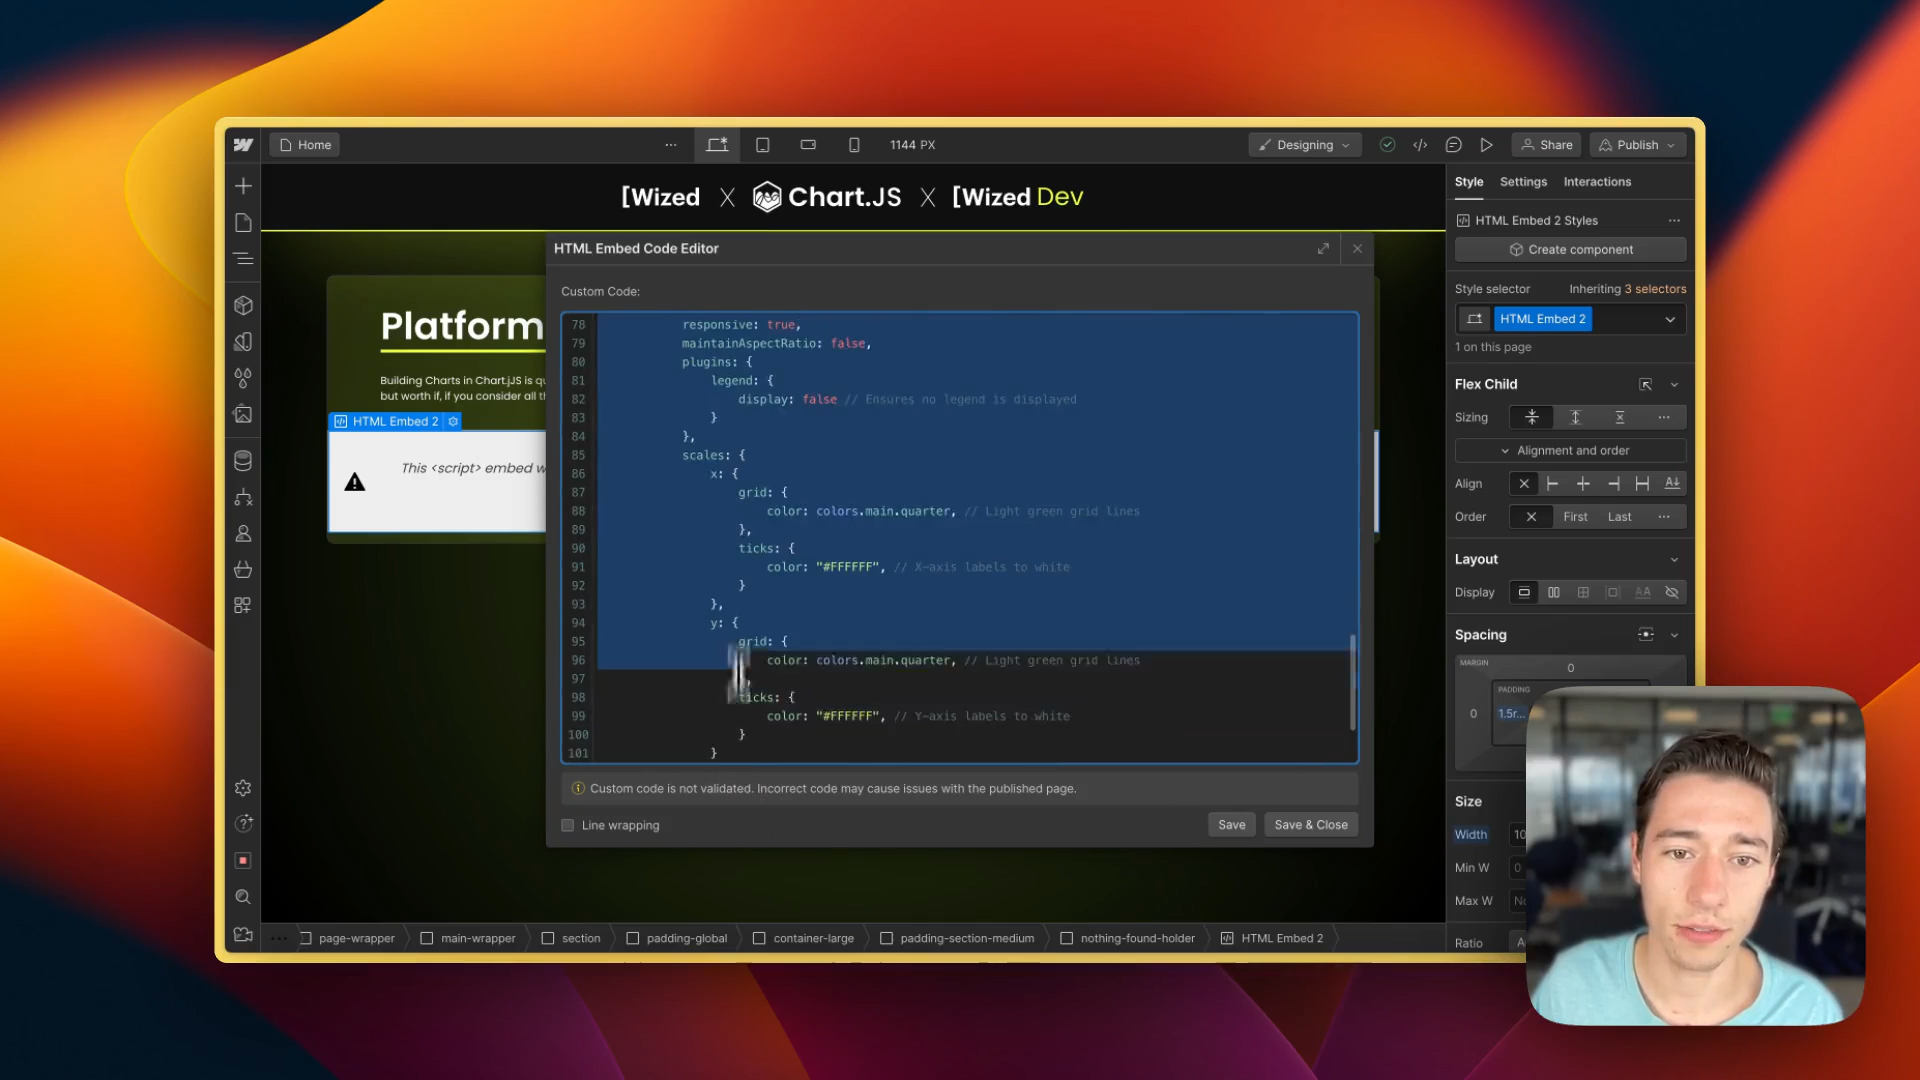 Home
1144 PX
Designing
Share
Publish
[Wized X Chart.JS X [Wized Dev
Style Settings Interactions
HTML Embed 2 Styles
Create component
Style selector Inheriting 3 selectors
HTML Embed 2
1 on this page
Flex Child
Sizing
Alignment and order
Align
Order First Last
Layout
Display
Spacing
MARGIN 0
PADDING
0 1.5r...
Size
Width 10
Min W 0
Max W
Ratio
Platform
Building Charts in Chart.jJS is qu
but worth if, if you consider all th
HTML Embed 2
This <script> embed w
HTML Embed Code Editor
Custom Code:
78 responsive: true,
79 maintainAspectRatio: false,
80 plugins: {
81 legend: {
82 display: false // Ensures no legend is displayed
83 }
84 },
85 scales: {
86 x: {
87 grid: {
88 color: colors.main.quarter, // Light green grid lines
89 },
90 ticks: {
91 color: "#FFFFFF", // X-axis labels to white
92 }
93 },
94 y: {
95 grid: {
96 color: colors.main.quarter, // Light green grid lines
97
98 ticks: {
99 color: "#FFFFFF", // Y-axis labels to white
100 }
101 }
Custom code is not validated. Incorrect code may cause issues with the published page.
Line wrapping
Save
Save & Close
page-wrapper main-wrapper section padding-global container-large padding-section-medium nothing-found-holder HTML Embed 2